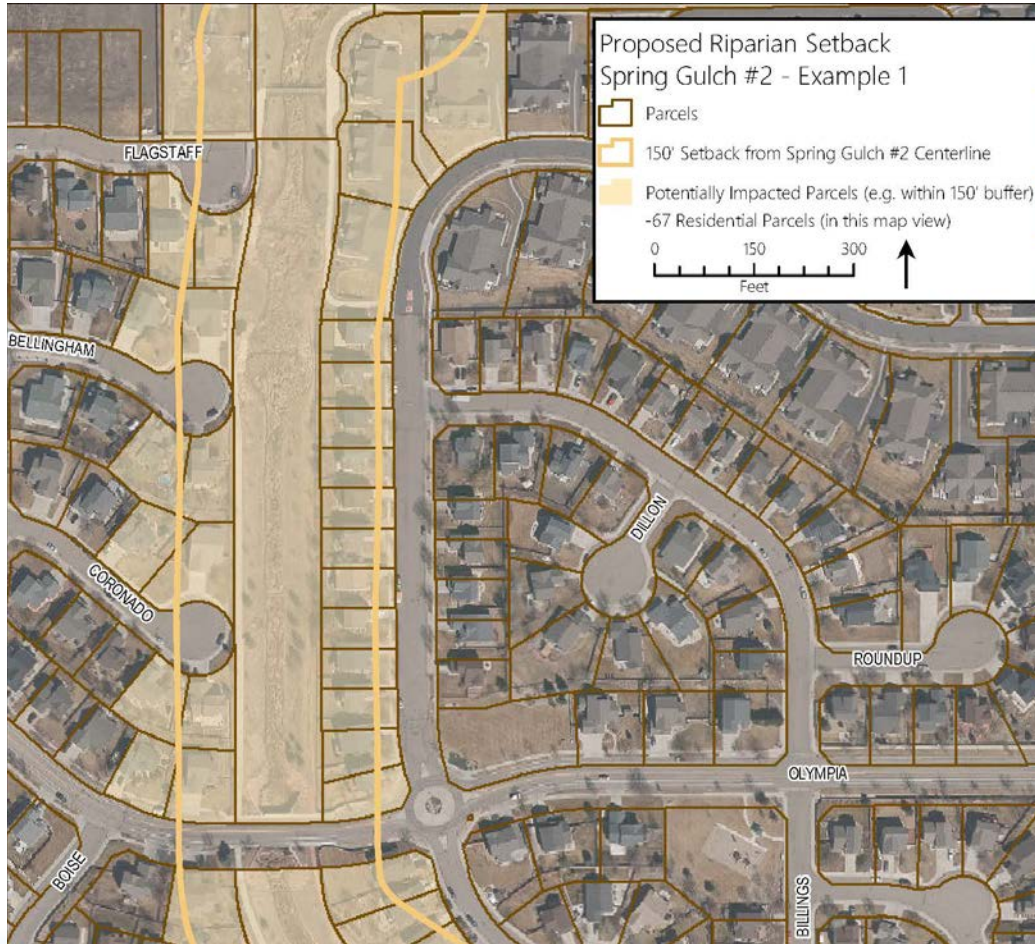 Proposed Riparian Setback
Spring Gulch #2 - Example 1
Parcels
150' Setback from Spring Gulch #2 Centerline
Potentially Impacted Parcels (e.g. within 150' buffer)
~67 Residential Parcels (in this map view)
0 150 300
Feet
FLAGSTAFF
BELLINGHAM
DILLON
CORONADO
ROUNDUP
OLYMPIA
BOISE
BILLINGS